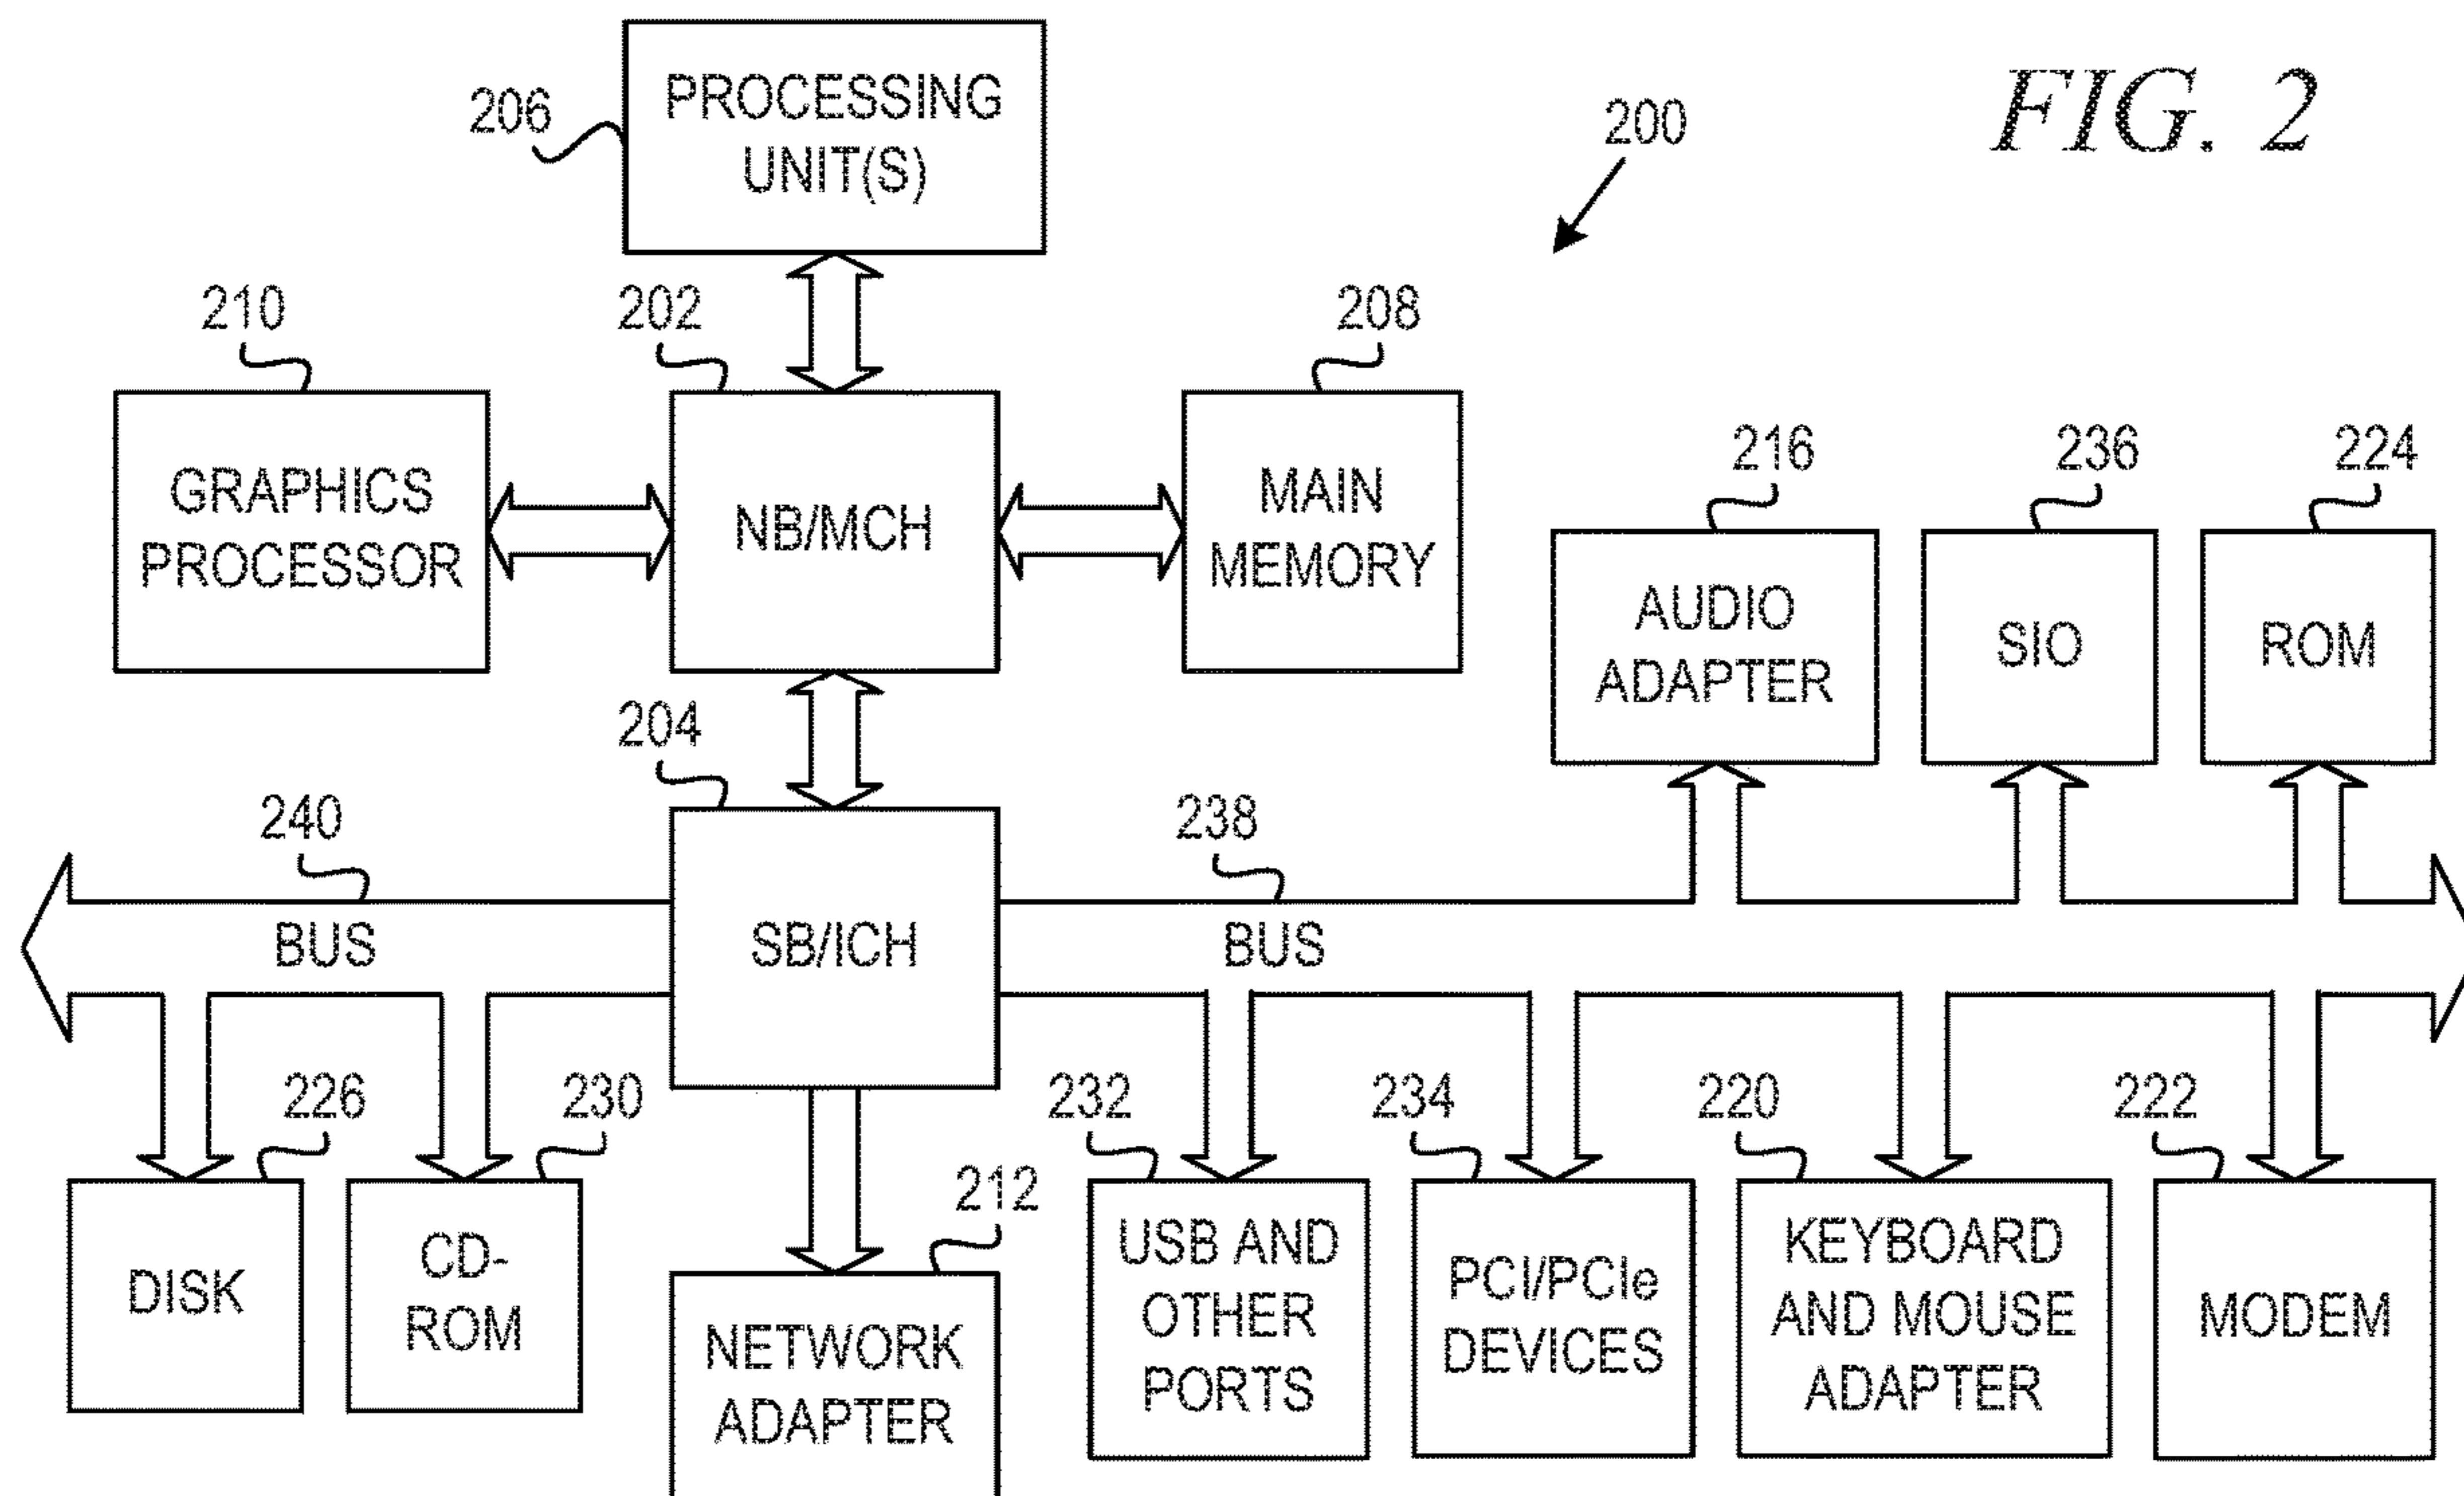 FIG. 2
200
206
PROCESSING
UNIT(S)
210
202
208
GRAPHICS
PROCESSOR
NB/MCH
MAIN
MEMORY
216
236
224
AUDIO
ADAPTER
SIO
ROM
204
240
238
BUS
SB/ICH
BUS
226
230
212
232
234
220
222
DISK
CD-
ROM
NETWORK
ADAPTER
USB AND
OTHER
PORTS
PCI/PCIe
DEVICES
KEYBOARD
AND MOUSE
ADAPTER
MODEM